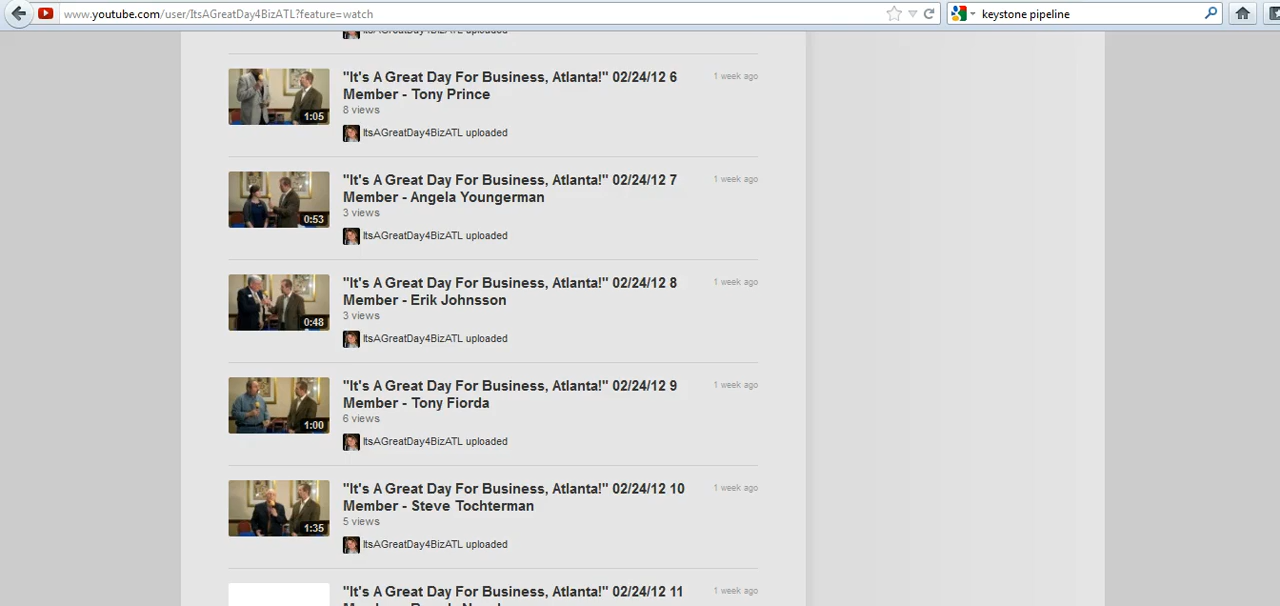 www.youtube.com/user/ItsAGreatDay4BizATL?feature=watch
keystone pipeline
ItsAGreatDay4BizATL uploaded
"It's A Great Day For Business, Atlanta!" 02/24/12 6
1 week ago
Member - Tony Prince
8 views
1:05
ItsAGreatDay4BizATL uploaded
"It's A Great Day For Business, Atlanta!" 02/24/12 7
1 week ago
Member - Angela Youngerman
3 views
0:53
ItsAGreatDay4BizATL uploaded
"It's A Great Day For Business, Atlanta!" 02/24/12 8
1 week ago
Member - Erik Johnsson
3 views
0:48
ItsAGreatDay4BizATL uploaded
"It's A Great Day For Business, Atlanta!" 02/24/12 9
1 week ago
Member - Tony Fiorda
6 views
1:00
ItsAGreatDay4BizATL uploaded
"It's A Great Day For Business, Atlanta!" 02/24/12 10
1 week ago
Member - Steve Tochterman
5 views
1:35
ItsAGreatDay4BizATL uploaded
"It's A Great Day For Business, Atlanta!" 02/24/12 11
1 week ago